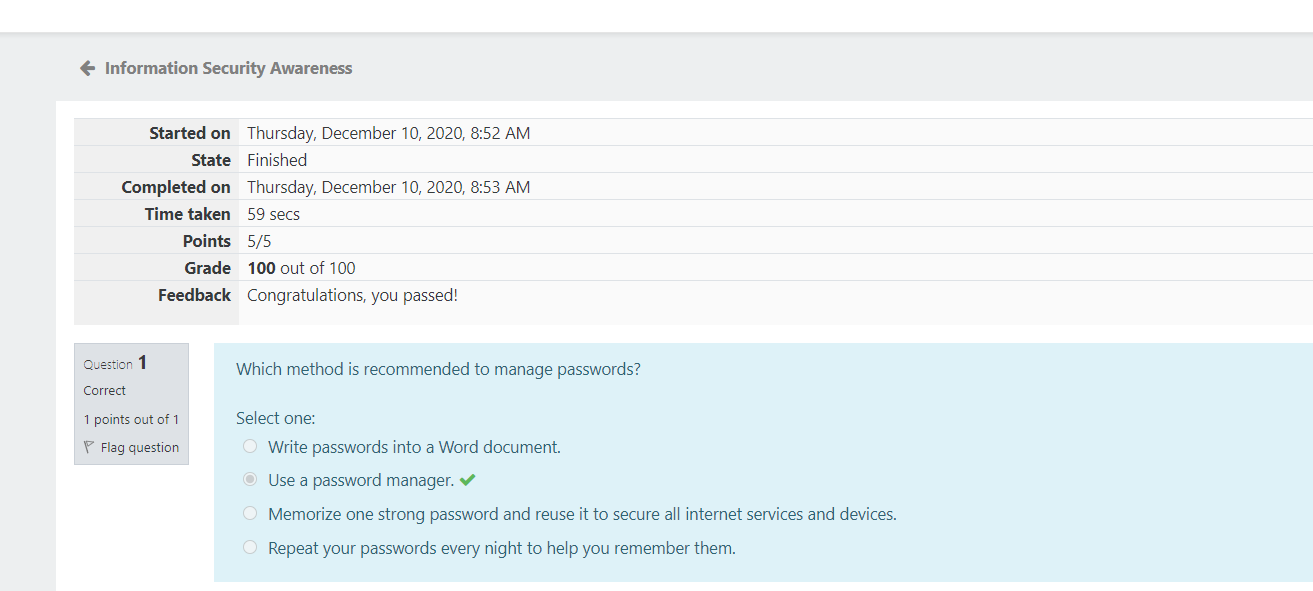 Information Security Awareness
Started on Thursday, December 10, 2020, 8:52 AM
State Finished
Completed on Thursday, December 10, 2020, 8:53 AM
Time taken 59 secs
Points 5/5
Grade 100 out of 100
Feedback Congratulations, you passed!
Question 1
Correct
1 points out of 1
Flag question
Which method is recommended to manage passwords?
Select one:
Write passwords into a Word document.
Use a password manager.
Memorize one strong password and reuse it to secure all internet services and devices.
Repeat your passwords every night to help you remember them.